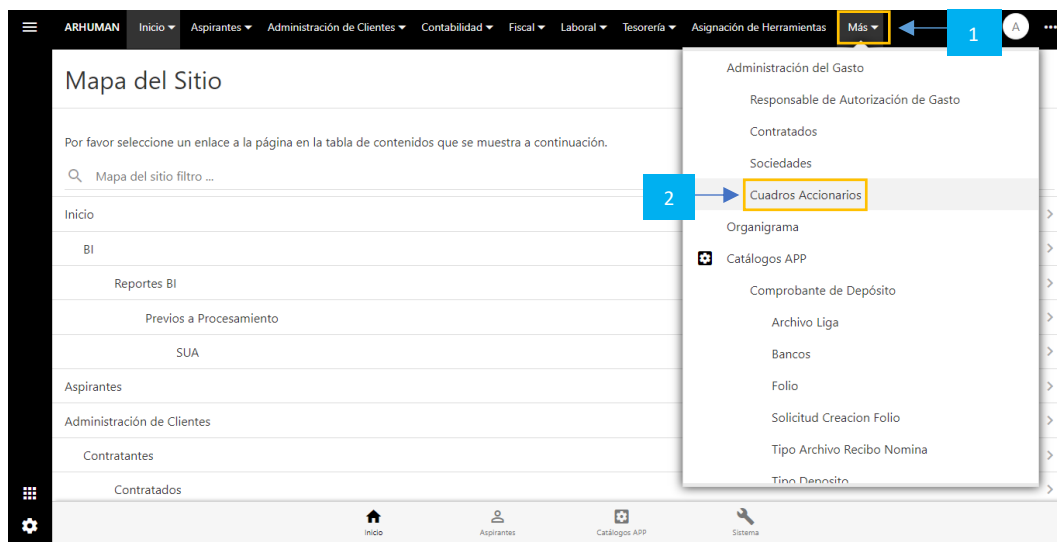 ARHUMAN Inicio Aspirantes Administración de Clientes Contabilidad Fiscal Laboral Tesorería Asignación de Herramientas Más 1 A
Mapa del Sitio
Por favor seleccione un enlace a la página en la tabla de contenidos que se muestra a continuación.
Mapa del sitio filtro ...
Inicio
BI
Reportes BI
Previos a Procesamiento
SUA
Aspirantes
Administración de Clientes
Contratantes
Contratados
Administración del Gasto
Responsable de Autorización de Gasto
Contratados
Sociedades
2 Cuadros Accionarios
Organigrama
Catálogos APP
Comprobante de Depósito
Archivo Liga
Bancos
Folio
Solicitud Creacion Folio
Tipo Archivo Recibo Nomina
Tipo Deposito
Inicio Aspirantes Catálogos APP Sistema